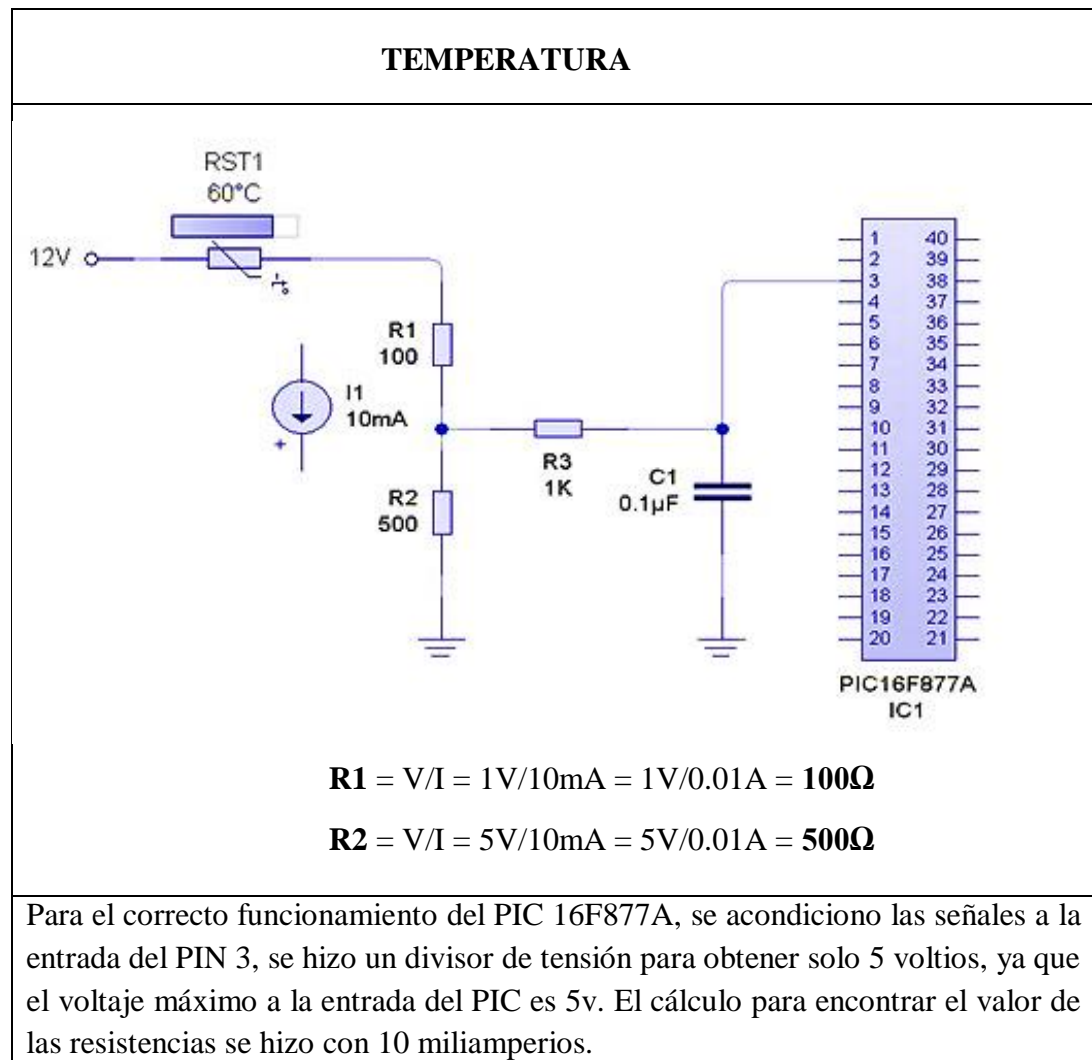 TEMPERATURA
RST1
60°C
12V
R1
100
I1
10mA
+
R3
1K
R2
500
C1
0.1µF
1 40
2 39
3 38
4 37
5 36
6 35
7 34
8 33
9 32
10 31
11 30
12 29
13 28
14 27
15 26
16 25
17 24
18 23
19 22
20 21
PIC16F877A
IC1
R1 = V/I = 1V/10mA = 1V/0.01A = 100Ω
R2 = V/I = 5V/10mA = 5V/0.01A = 500Ω
Para el correcto funcionamiento del PIC 16F877A, se acondiciono las señales a la
entrada del PIN 3, se hizo un divisor de tensión para obtener solo 5 voltios, ya que
el voltaje máximo a la entrada del PIC es 5v. El cálculo para encontrar el valor de
las resistencias se hizo con 10 miliamperios.